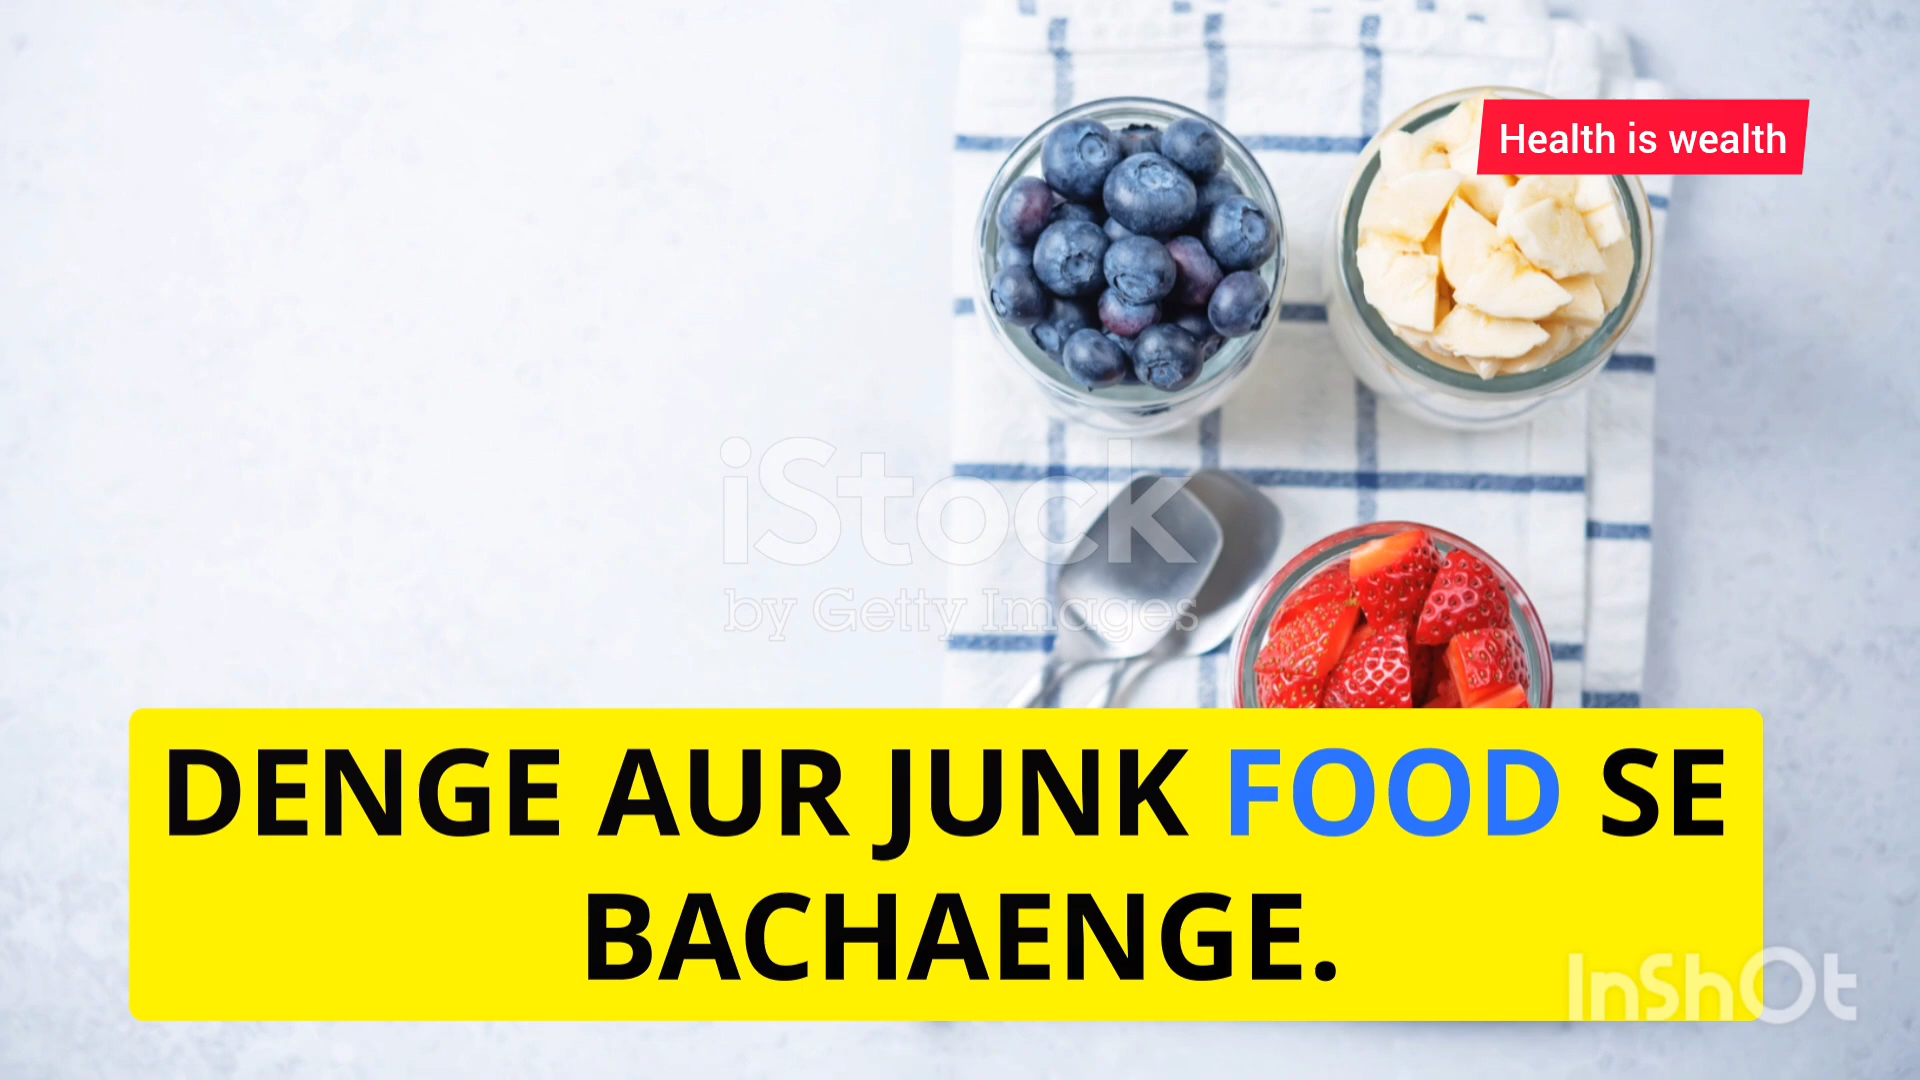 Health is wealth
iStock
by Getty Images
DENGE AUR JUNK FOOD SE
BACHAENGE.
InShOt